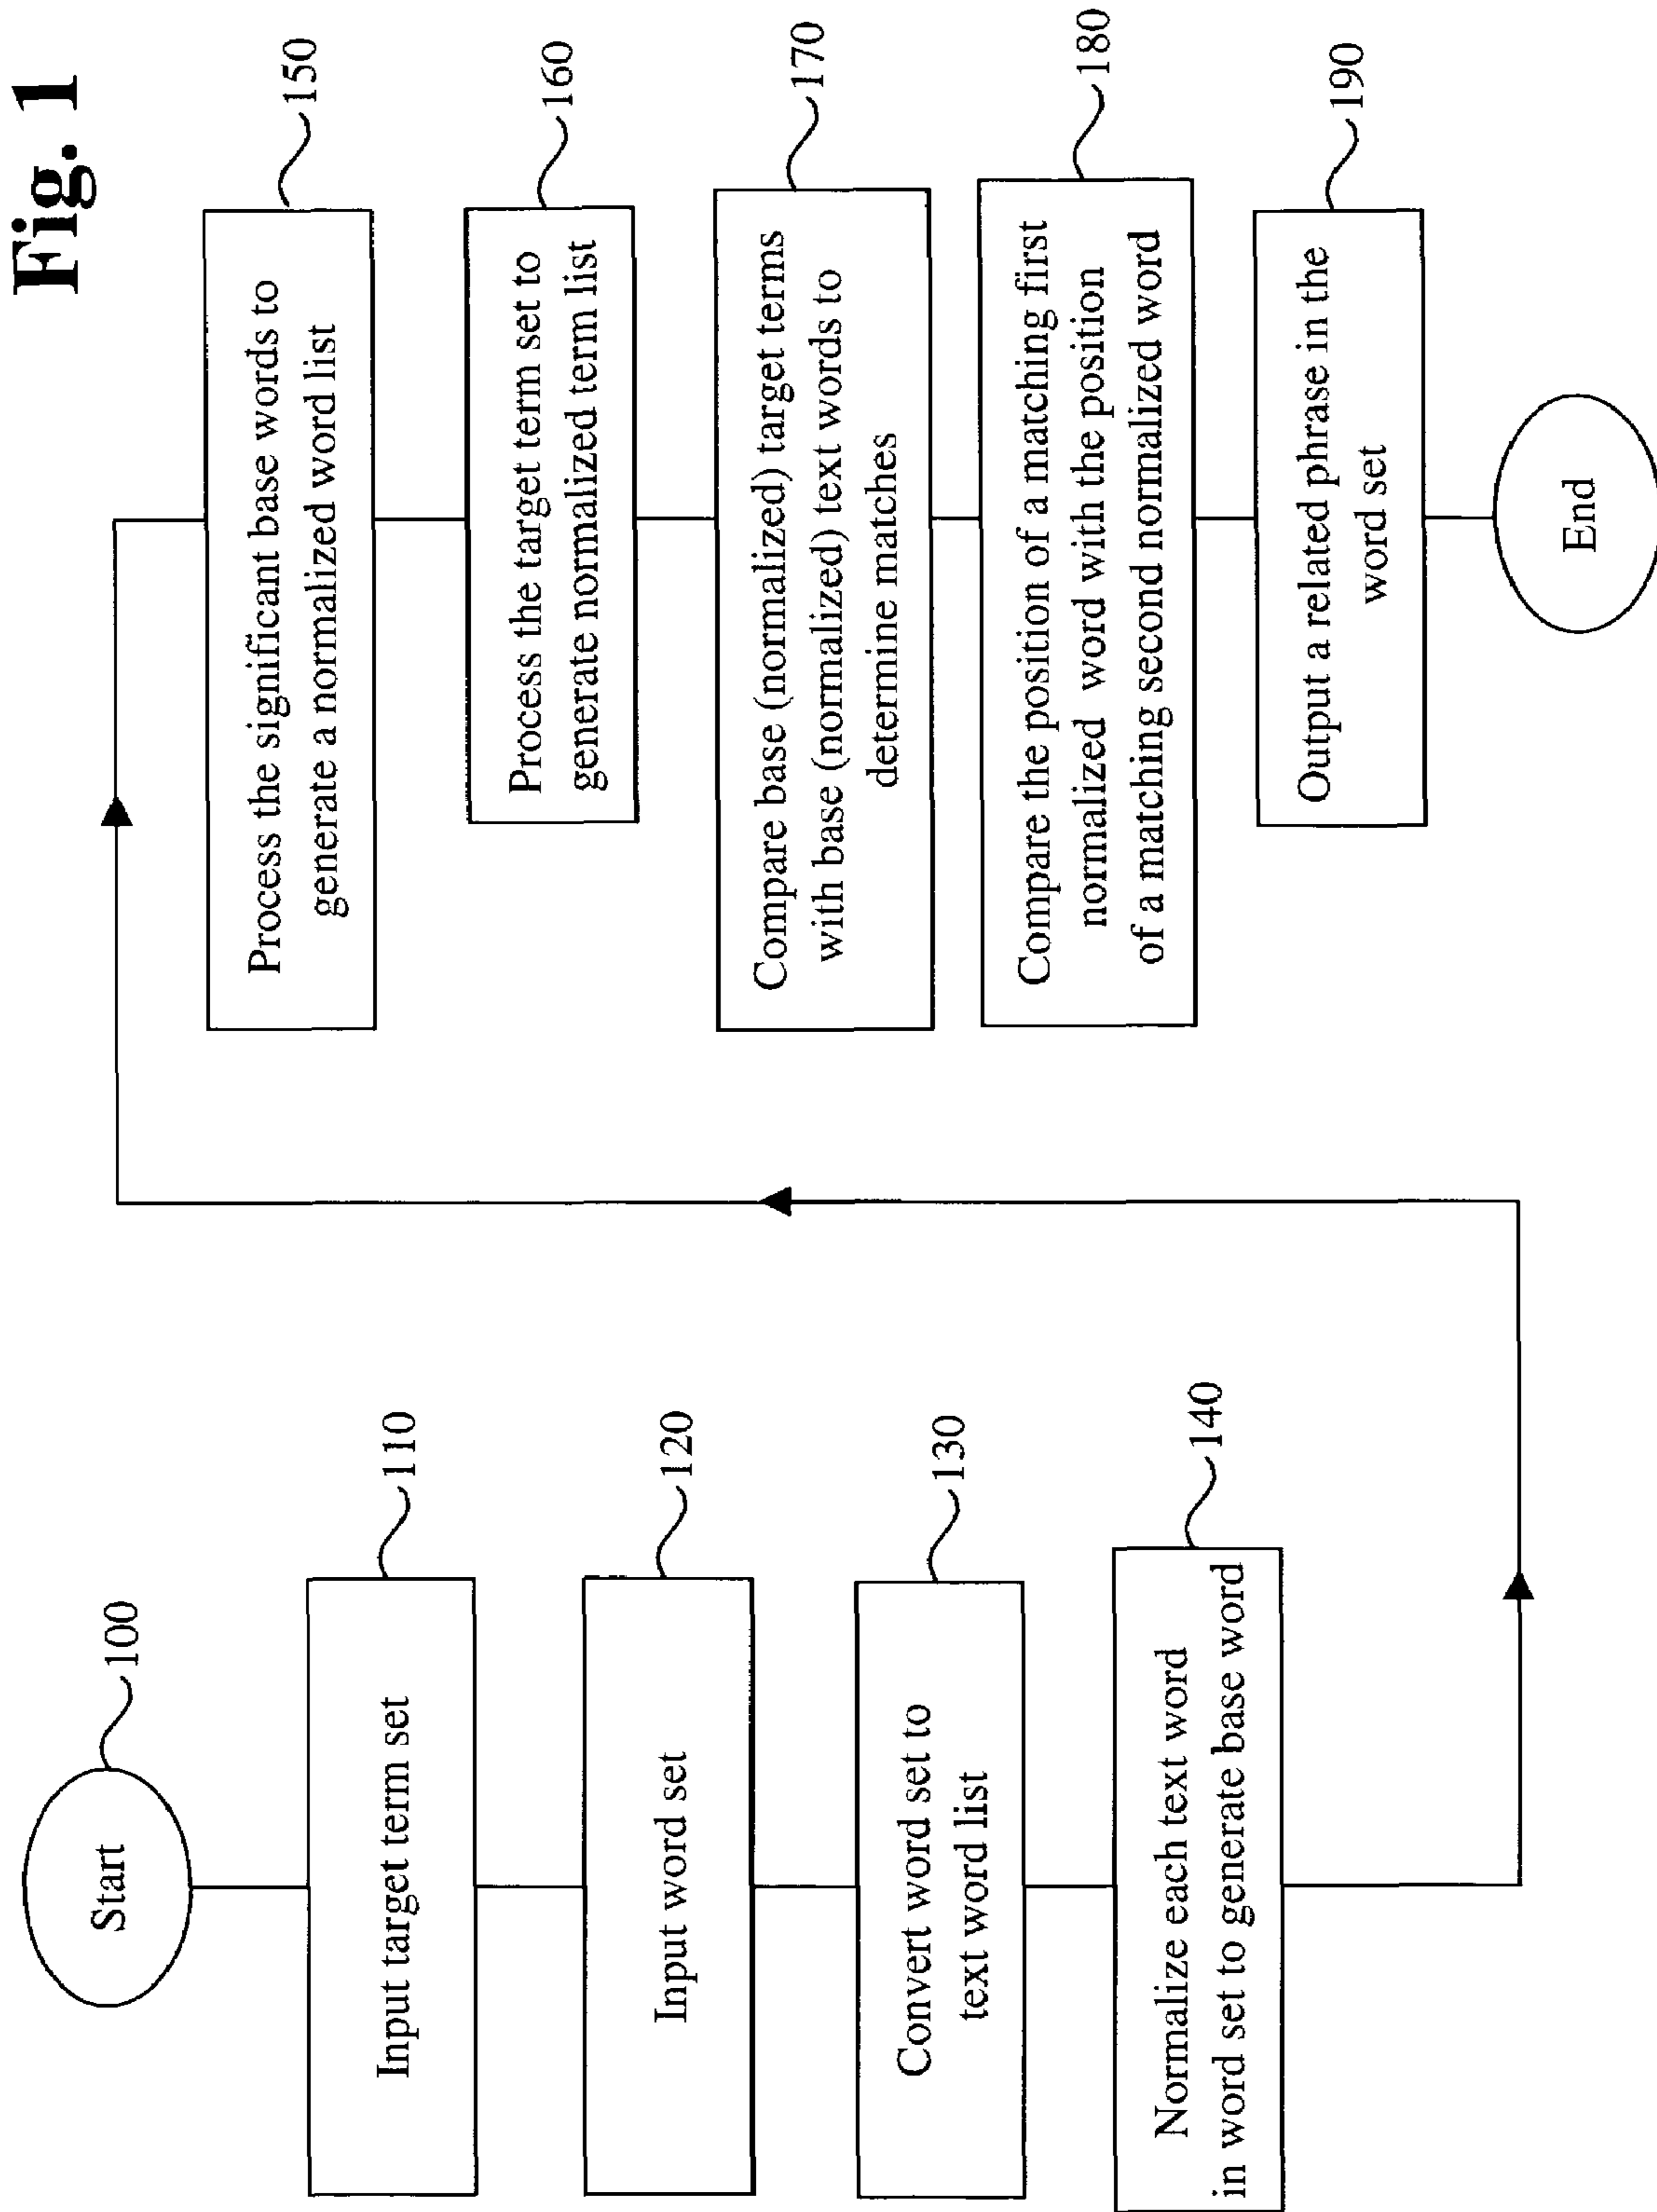 Fig. 1
Start
100
Input target term set
110
Input word set
120
Convert word set to
text word list
130
Normalize each text word
in word set to generate base word
140
Process the significant base words to
generate a normalized word list
150
Process the target term set to
generate normalized term list
160
Compare base (normalized) target terms
with base (normalized) text words to
determine matches
170
Compare the position of a matching first
normalized word with the position
of a matching second normalized word
180
Output a related phrase in the
word set
190
End